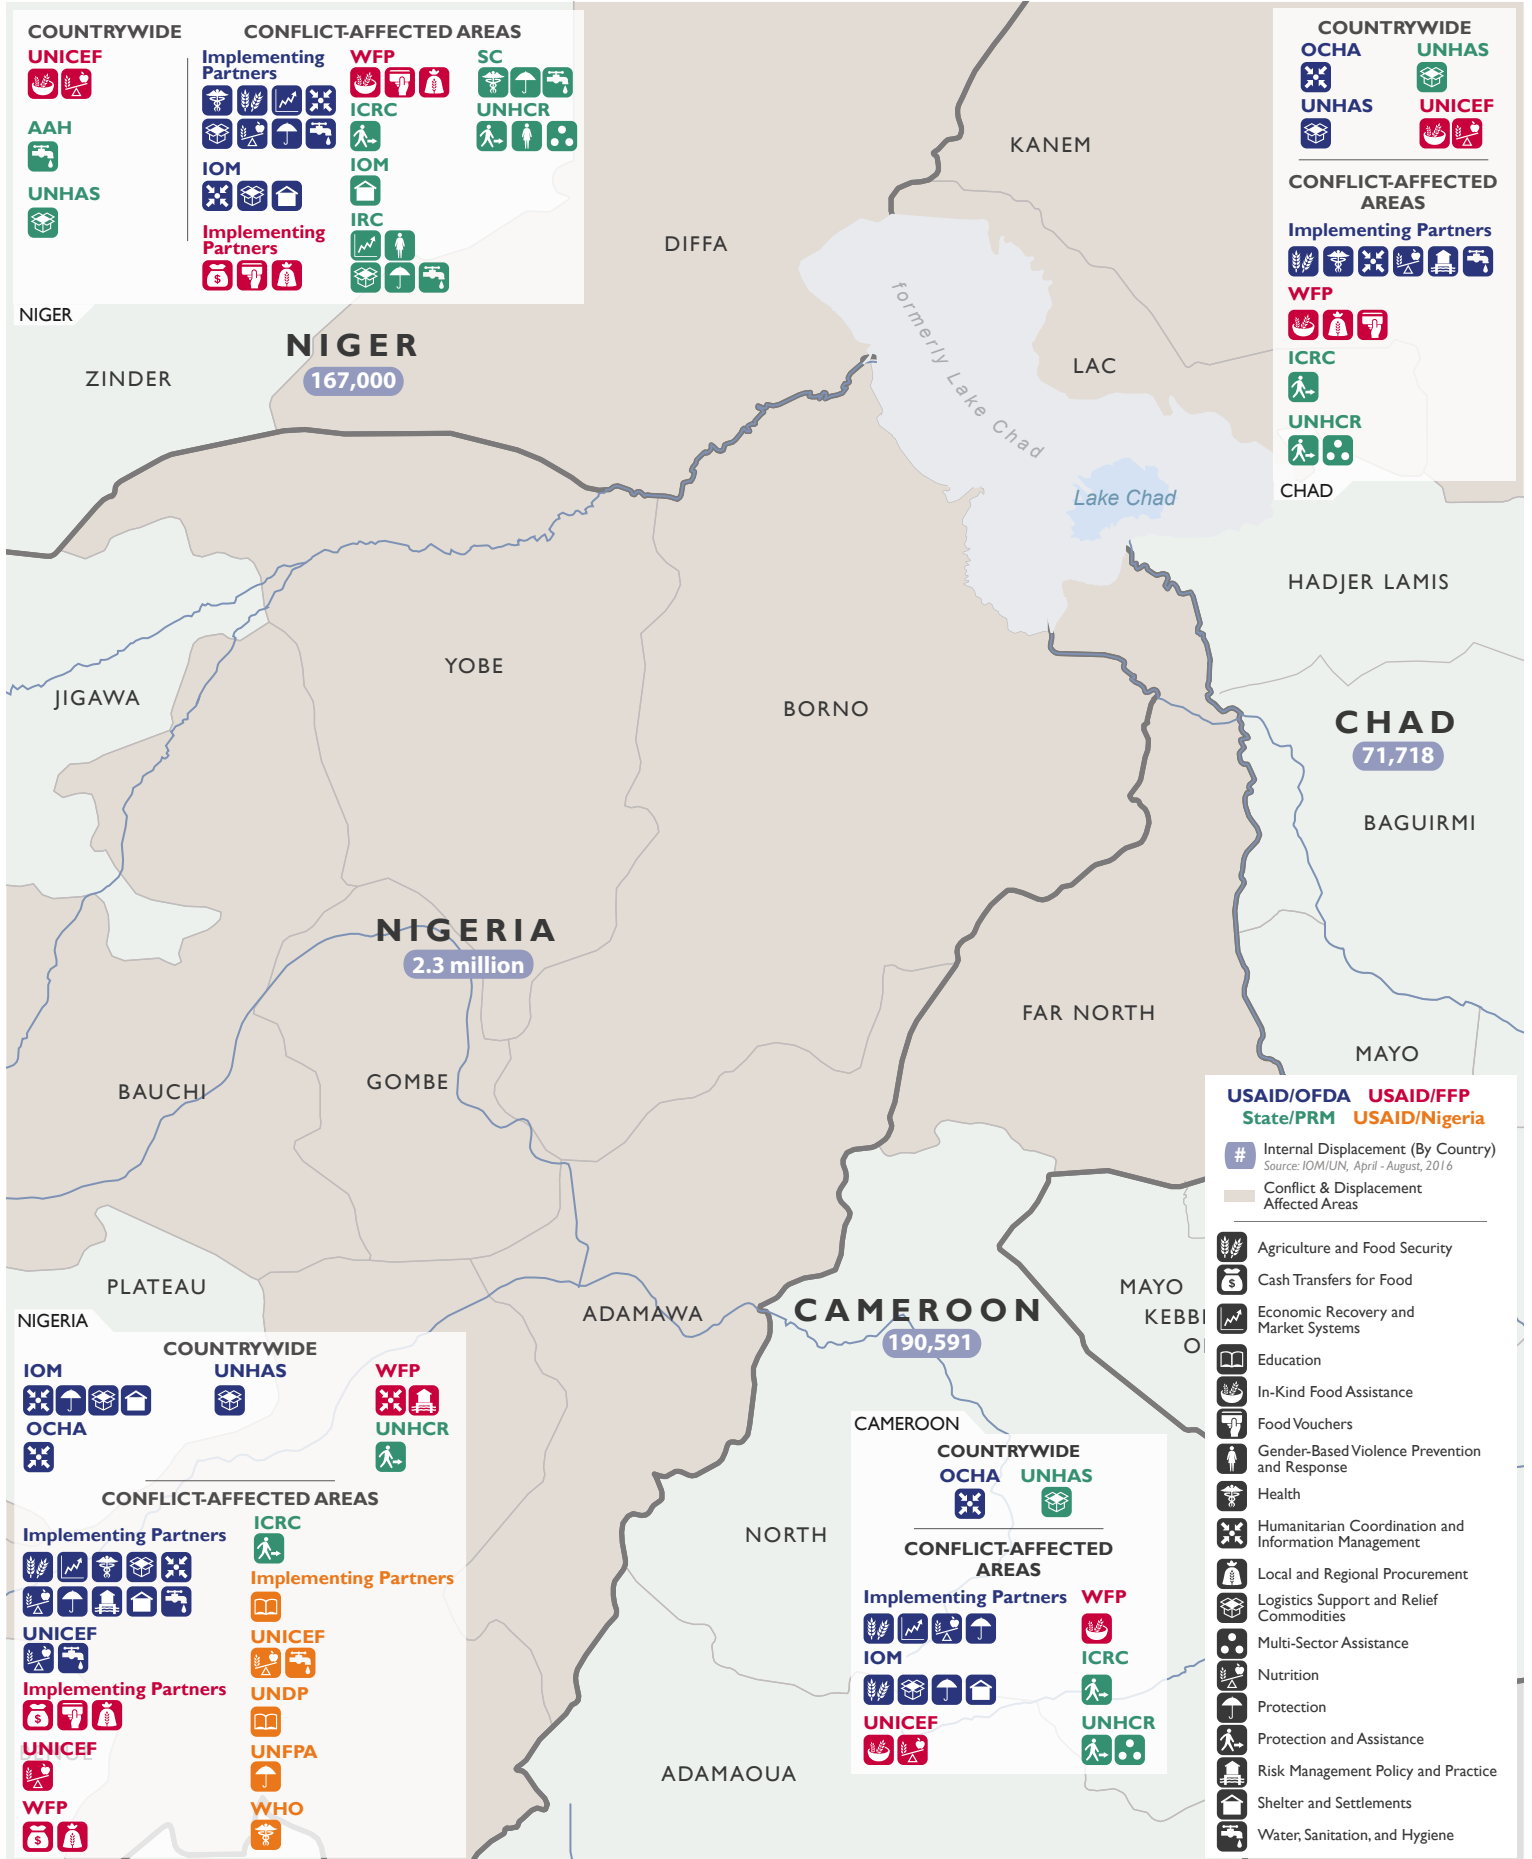 COUNTRYWIDE
UNICEF
AAH
UNHAS
CONFLICT-AFFECTED AREAS
Implementing
Partners
IOM
Implementing
Partners
$
WFP
ICRC
IOM
IRC
SC
UNHCR
NIGER
COUNTRYWIDE
OCHA UNHAS
UNHAS UNICEF
CONFLICT-AFFECTED
AREAS
Implementing Partners
WFP
ICRC
UNHCR
CHAD
KANEM
DIFFA
NIGER
167,000
ZINDER
LAC
formerly Lake Chad
Lake Chad
HADJER LAMIS
YOBE
JIGAWA
BORNO
CHAD
71,718
BAGUIRMI
NIGERIA
2.3 million
FAR NORTH
MAYO
BAUCHI
GOMBE
PLATEAU
ADAMAWA
CAMEROON
190,591
MAYO
KEBBI
NORTH
ADAMAOUA
NIGERIA
COUNTRYWIDE
IOM UNHAS WFP
OCHA UNHCR
CONFLICT-AFFECTED AREAS
Implementing Partners
UNICEF
Implementing Partners
$
UNICEF
BENUE
WFP
$
ICRC
Implementing Partners
UNICEF
UNDP
UNFPA
WHO
CAMEROON
COUNTRYWIDE
OCHA UNHAS
CONFLICT-AFFECTED
AREAS
Implementing Partners WFP
IOM ICRC
UNICEF UNHCR
USAID/OFDA USAID/FFP
State/PRM USAID/Nigeria
# Internal Displacement (By Country)
Source: IOM/UN, April - August, 2016
Conflict & Displacement
Affected Areas
Agriculture and Food Security
$ Cash Transfers for Food
Economic Recovery and
Market Systems
Education
In-Kind Food Assistance
Food Vouchers
Gender-Based Violence Prevention
and Response
Health
Humanitarian Coordination and
Information Management
Local and Regional Procurement
Logistics Support and Relief
Commodities
Multi-Sector Assistance
Nutrition
Protection
Protection and Assistance
Risk Management Policy and Practice
Shelter and Settlements
Water, Sanitation, and Hygiene